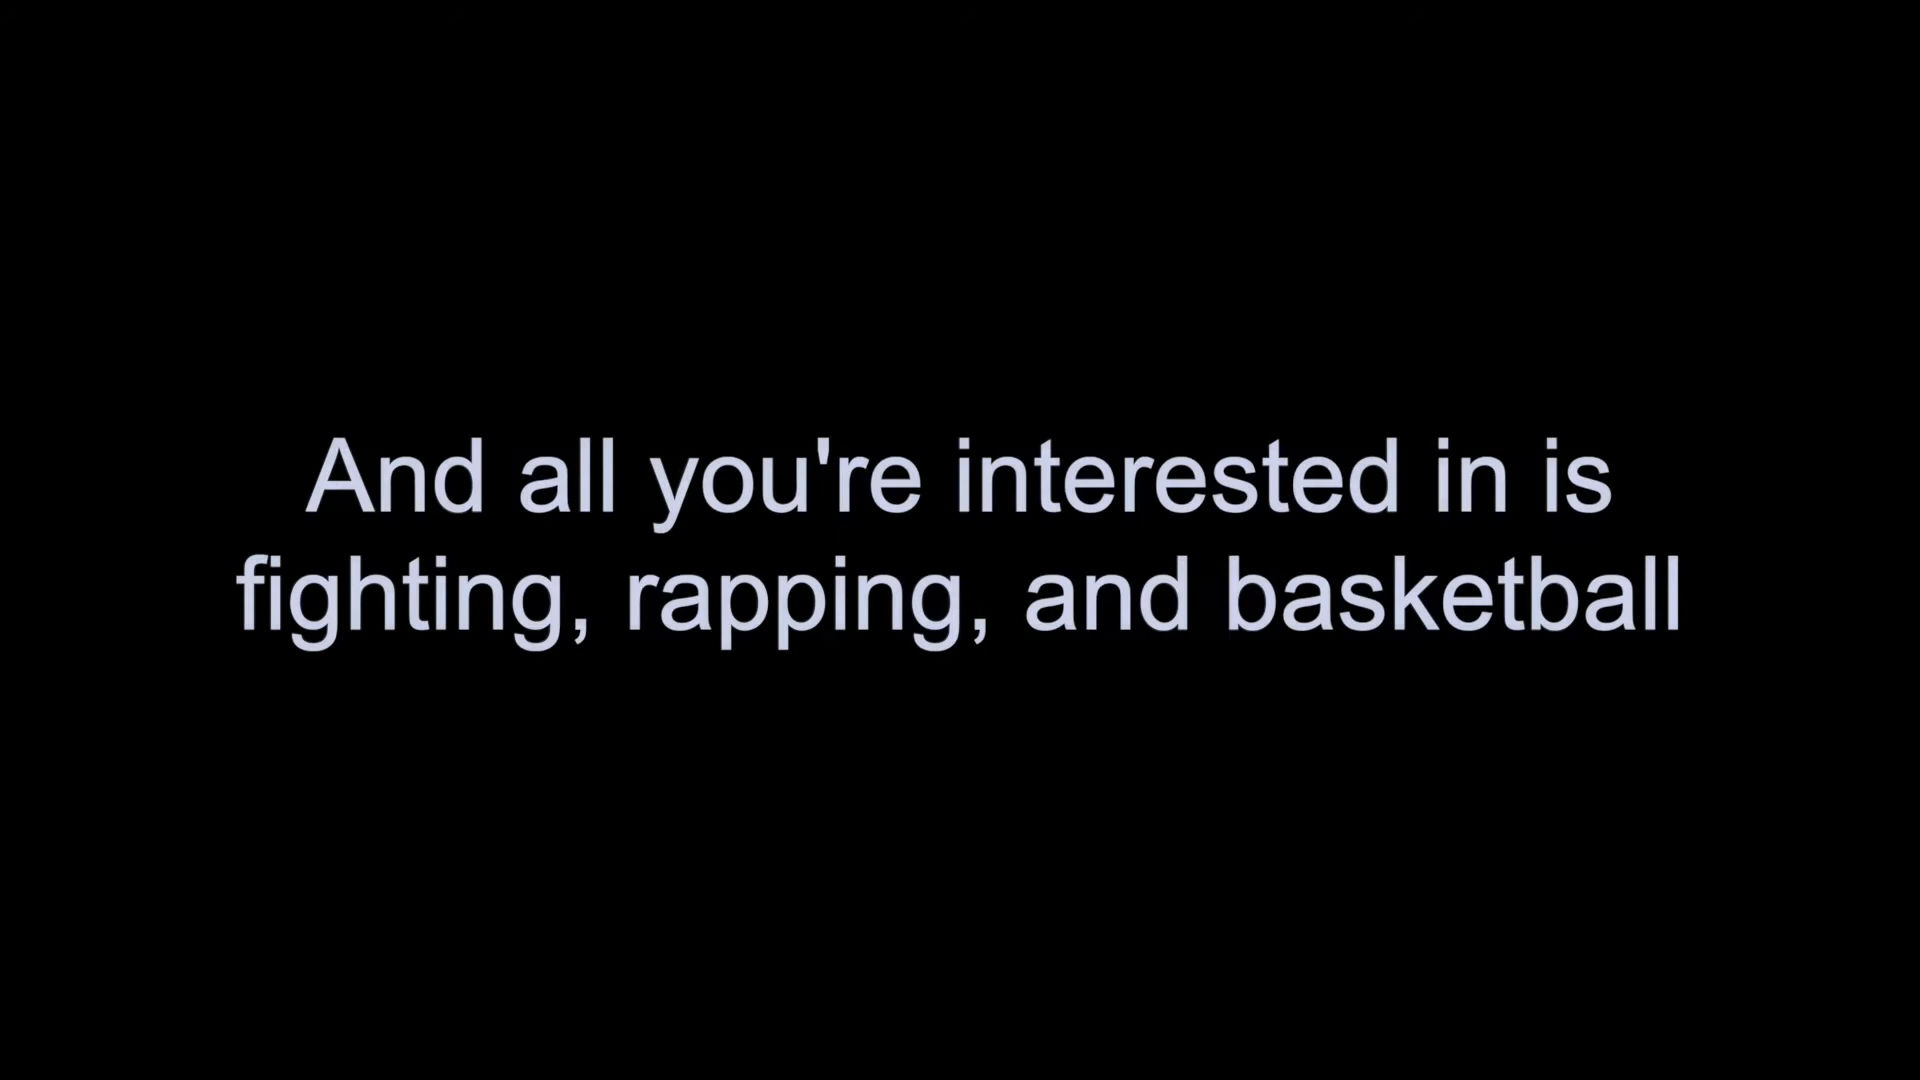 And all you're interested in is
fighting, rapping, and basketball